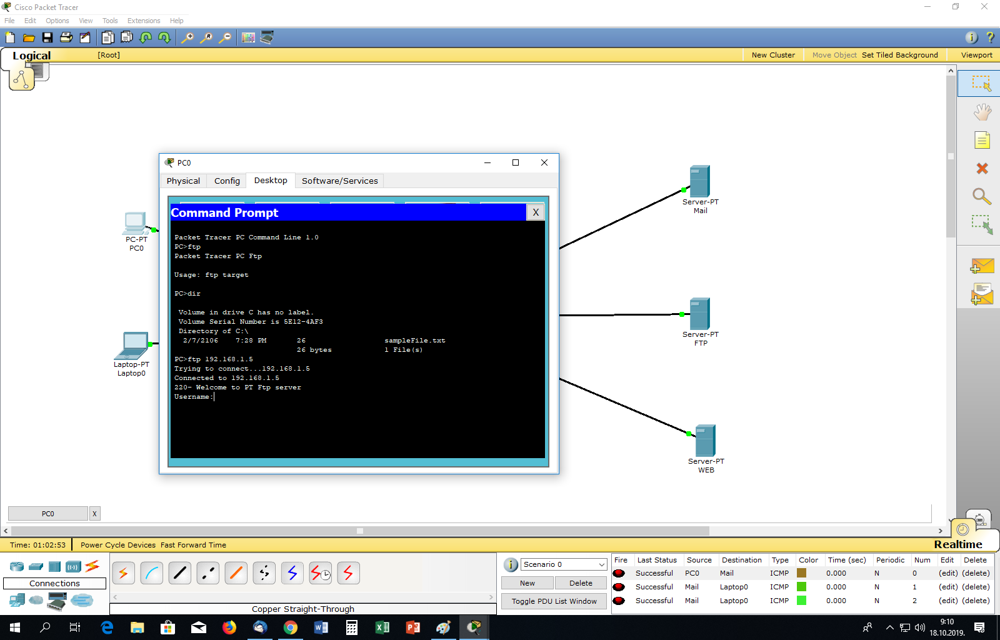 Cisco Packet Tracer
File Edit Options View Tools Extensions Help
Logical [Root] New Cluster Move Object Set Tiled Background Viewport
PC0
Physical Config Desktop Software/Services
Command Prompt X
Packet Tracer PC Command Line 1.0
PC>ftp
Packet Tracer PC Ftp
Usage: ftp target
PC>dir
Volume in drive C has no label.
Volume Serial Number is 5E12-4AF3
Directory of C:\
2/7/2106 7:28 PM 26 sampleFile.txt
26 bytes 1 File(s)
PC>ftp 192.168.1.5
Trying to connect...192.168.1.5
Connected to 192.168.1.5
220- Welcome to PT Ftp server
Username:
PC-PT
PC0
Laptop-PT
Laptop0
Server-PT
Mail
Server-PT
FTP
Server-PT
WEB
PC0 X
Time: 01:02:53 Power Cycle Devices Fast Forward Time Realtime
Connections
Copper Straight-Through
Scenario 0
New Delete
Toggle PDU List Window
Fire Last Status Source Destination Type Color Time (sec) Periodic Num Edit Delete
Successful PC0 Mail ICMP 0.000 N 0 (edit) (delete)
Successful Mail Laptop0 ICMP 0.000 N 1 (edit) (delete)
Successful Mail Laptop0 ICMP 0.000 N 2 (edit) (delete)
9:10
18.10.2019.